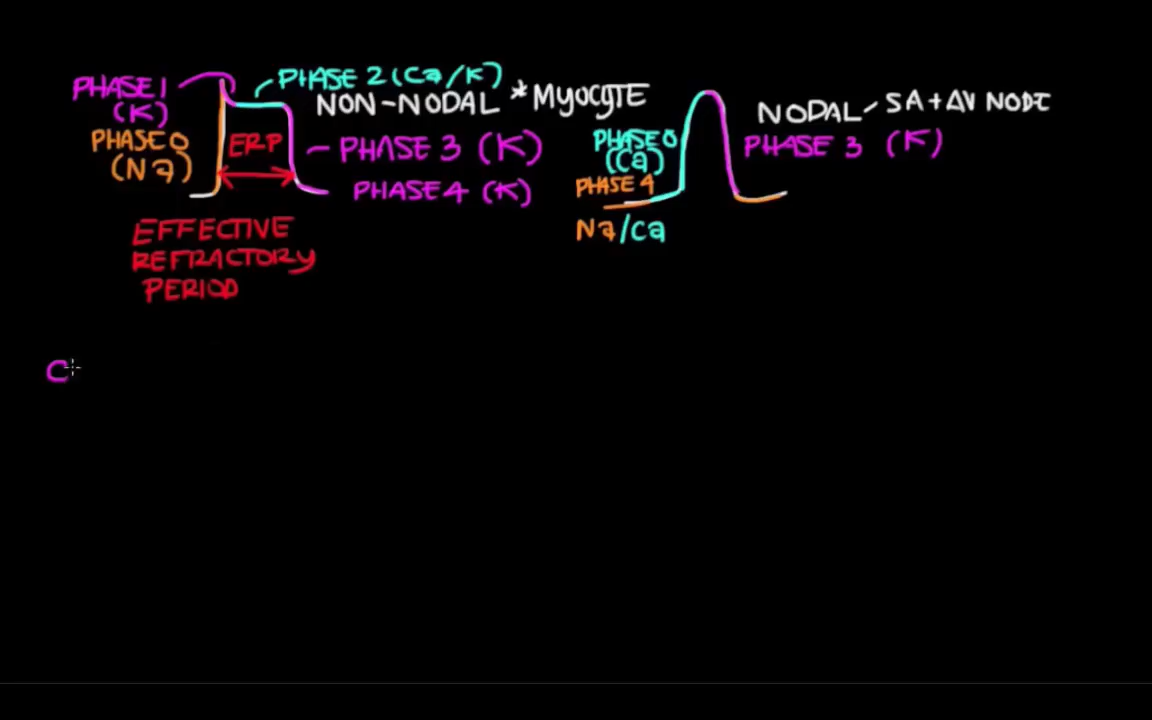 PHASE 1
(K)
PHASE 0
(Na)
ERP
PHASE 2 (Ca/K)
NON-NODAL *MYOCYTE
PHASE 3 (K)
PHASE 4 (K)
EFFECTIVE
REFRACTORY
PERIOD
PHASE 0
(Ca)
PHASE 4
Na/Ca
NODAL - SA + AV NODE
PHASE 3 (K)
C